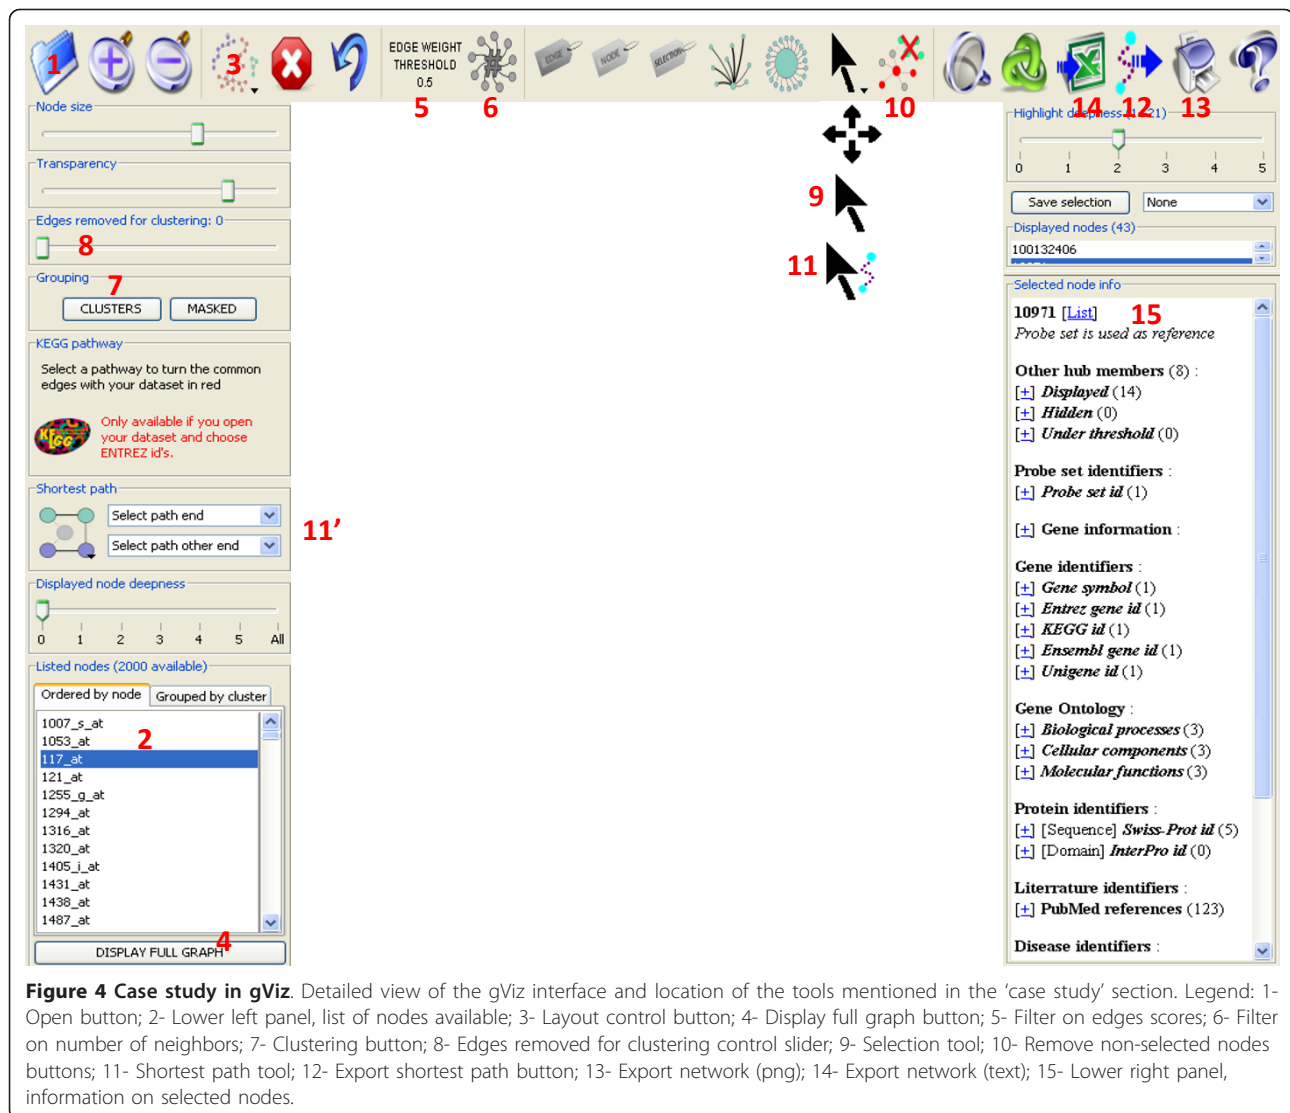 1
3
EDGE WEIGHT
THRESHOLD
0.5
5
6
EDGE
NODE
SELECTION
10
14
12
13
Node size
Transparency
Edges removed for clustering: 0
8
Grouping
7
CLUSTERS
MASKED
KEGG pathway
Select a pathway to turn the common
edges with your dataset in red
KEGG
Only available if you open
your dataset and choose
ENTREZ id's.
Shortest path
Select path end
Select path other end
11’
Displayed node deepness
0 1 2 3 4 5 All
Listed nodes (2000 available)
Ordered by node
Grouped by cluster
1007_s_at
1053_at
2
117_at
121_at
1255_g_at
1294_at
1316_at
1320_at
1405_i_at
1431_at
1438_at
1487_at
4
DISPLAY FULL GRAPH
9
11
Highlight deepness 21)
0 1 2 3 4 5
Save selection
None
Displayed nodes (43)
100132406
Selected node info
10971 [List]
15
Probe set is used as reference
Other hub members (8) :
[+] Displayed (14)
[+] Hidden (0)
[+] Under threshold (0)
Probe set identifiers :
[+] Probe set id (1)
[+] Gene information :
Gene identifiers :
[+] Gene symbol (1)
[+] Entrez gene id (1)
[+] KEGG id (1)
[+] Ensembl gene id (1)
[+] Unigene id (1)
Gene Ontology :
[+] Biological processes (3)
[+] Cellular components (3)
[+] Molecular functions (3)
Protein identifiers :
[+] [Sequence] Swiss-Prot id (5)
[+] [Domain] InterPro id (0)
Literrature identifiers :
[+] PubMed references (123)
Disease identifiers :
Figure 4 Case study in gViz. Detailed view of the gViz interface and location of the tools mentioned in the ‘case study’ section. Legend: 1-
Open button; 2- Lower left panel, list of nodes available; 3- Layout control button; 4- Display full graph button; 5- Filter on edges scores; 6- Filter
on number of neighbors; 7- Clustering button; 8- Edges removed for clustering control slider; 9- Selection tool; 10- Remove non-selected nodes
buttons; 11- Shortest path tool; 12- Export shortest path button; 13- Export network (png); 14- Export network (text); 15- Lower right panel,
information on selected nodes.